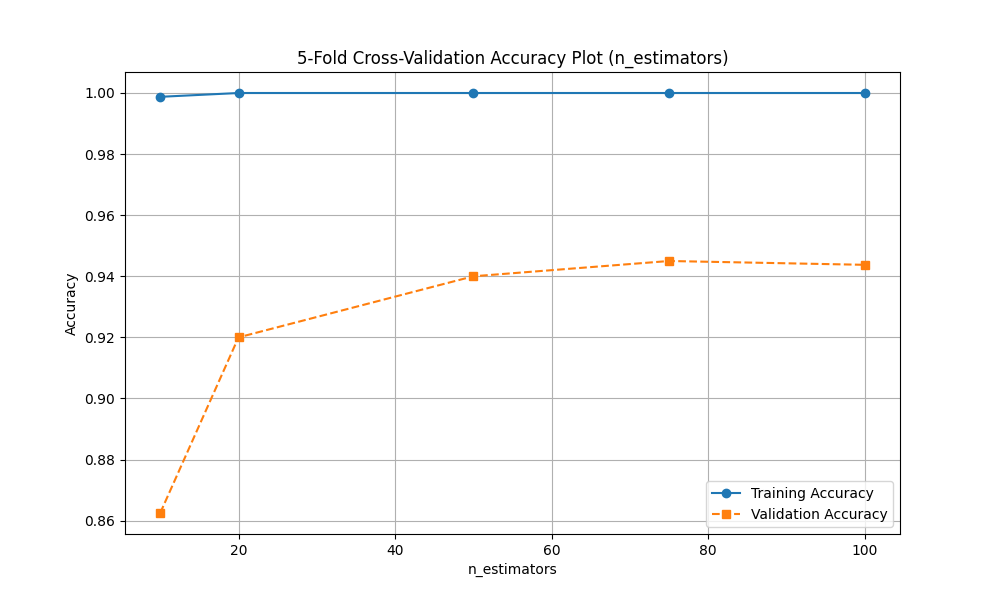 5-Fold Cross-Validation Accuracy Plot (n_estimators)
1.00
0.98
0.96
0.94
0.92
0.90
0.88
0.86
Accuracy
Training Accuracy
Validation Accuracy
20 40 60 80 100
n_estimators